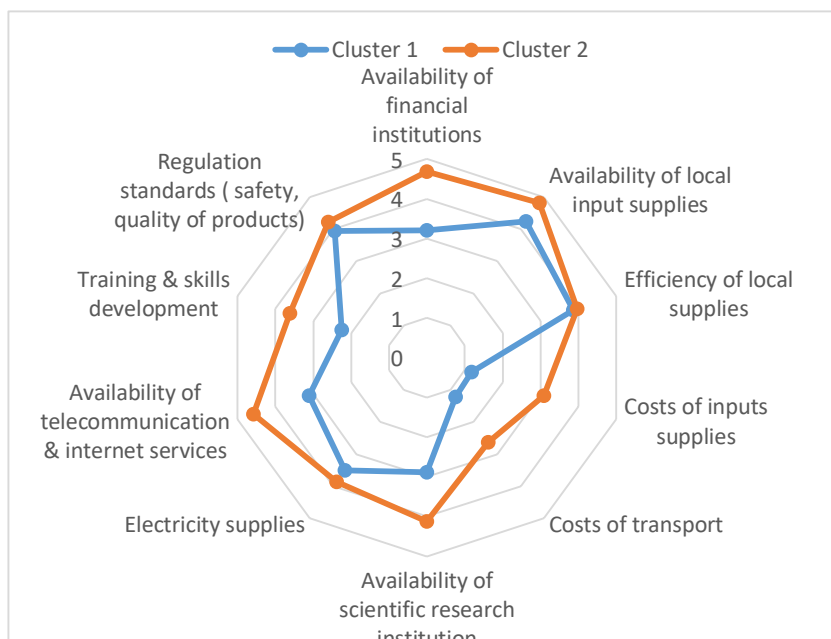 Cluster 1 Cluster 2
Availability of
financial
institutions
Availability of local
input supplies
Efficiency of local
supplies
Costs of inputs
supplies
Costs of transport
Availability of
scientific research
institution
Electricity supplies
Availability of
telecommunication
& internet services
Training & skills
development
Regulation
standards ( safety,
quality of products)
5
4
3
2
1
0